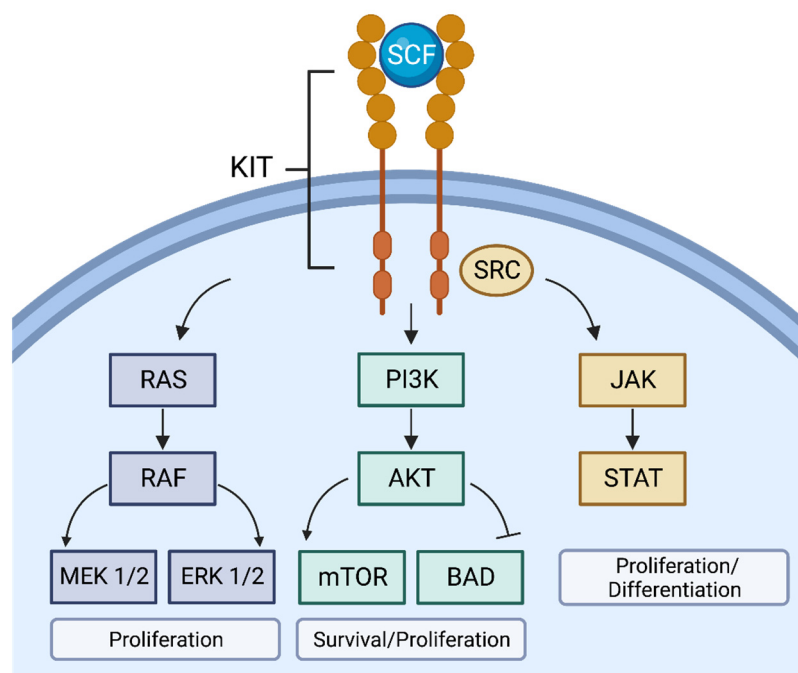 SCF
KIT
SRC
RAS
PI3K
JAK
RAF
AKT
STAT
MEK 1/2
ERK 1/2
mTOR
BAD
Proliferation/
Differentiation
Proliferation
Survival/Proliferation